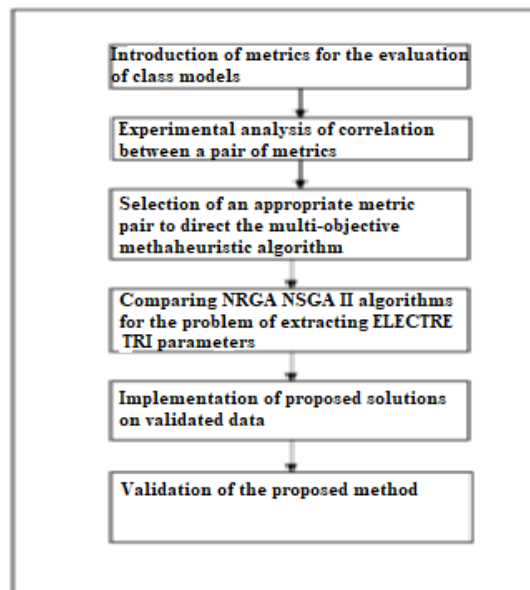 Introduction of metrics for the evaluation
of class models
Experimental analysis of correlation
between a pair of metrics
Selection of an appropriate metric
pair to direct the multi-objective
methaheuristic algorithm
Comparing NRGA NSGA II algorithms
for the problem of extracting ELECTRE
TRI parameters
Implementation of proposed solutions
on validated data
Validation of the proposed method